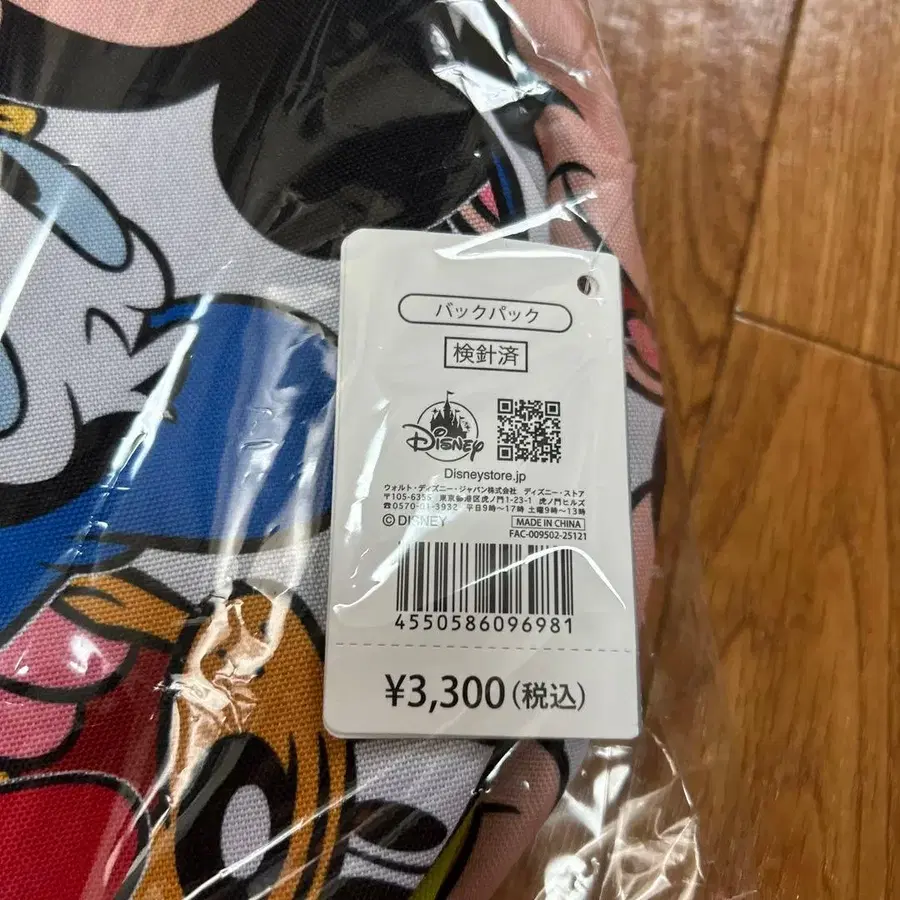 バックパック
検針済
Disney
Disneystore.jp
ウォルト・ディズニー・ジャパン株式会社 ディズニー・ストア
〒105-6355 東京都港区虎ノ門1-23-1 虎ノ門ヒルズ
☎0570-01-3932 平日9時〜17時 土曜9時〜13時
©DISNEY MADE IN CHINA
FAC-009502-25121
4550586096981
¥3,300(税込)